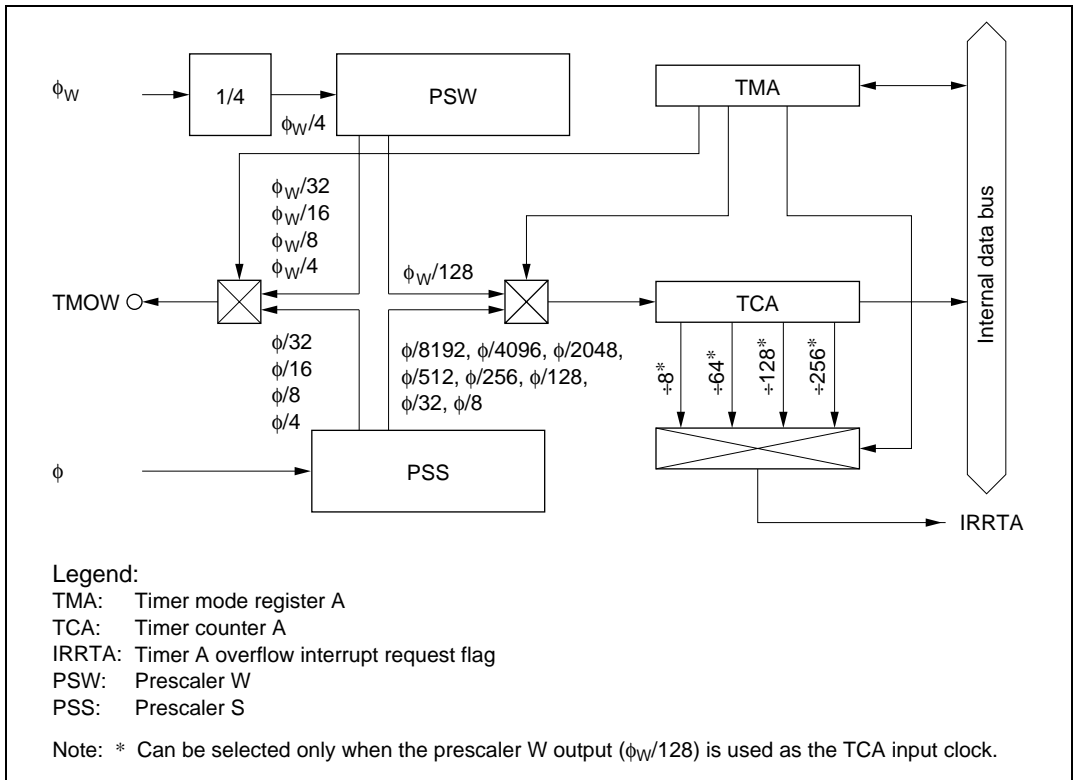 ϕW
1/4
ϕW/4
PSW
TMA
Internal data bus
ϕW/32
ϕW/16
ϕW/8
ϕW/4
ϕW/128
TMOW
TCA
ϕ/32
ϕ/16
ϕ/8
ϕ/4
ϕ/8192, ϕ/4096, ϕ/2048,
ϕ/512, ϕ/256, ϕ/128,
ϕ/32, ϕ/8
÷8*
÷64*
÷128*
÷256*
ϕ
PSS
IRRTA
Legend:
TMA: Timer mode register A
TCA: Timer counter A
IRRTA: Timer A overflow interrupt request flag
PSW: Prescaler W
PSS: Prescaler S
Note: * Can be selected only when the prescaler W output (ϕW/128) is used as the TCA input clock.